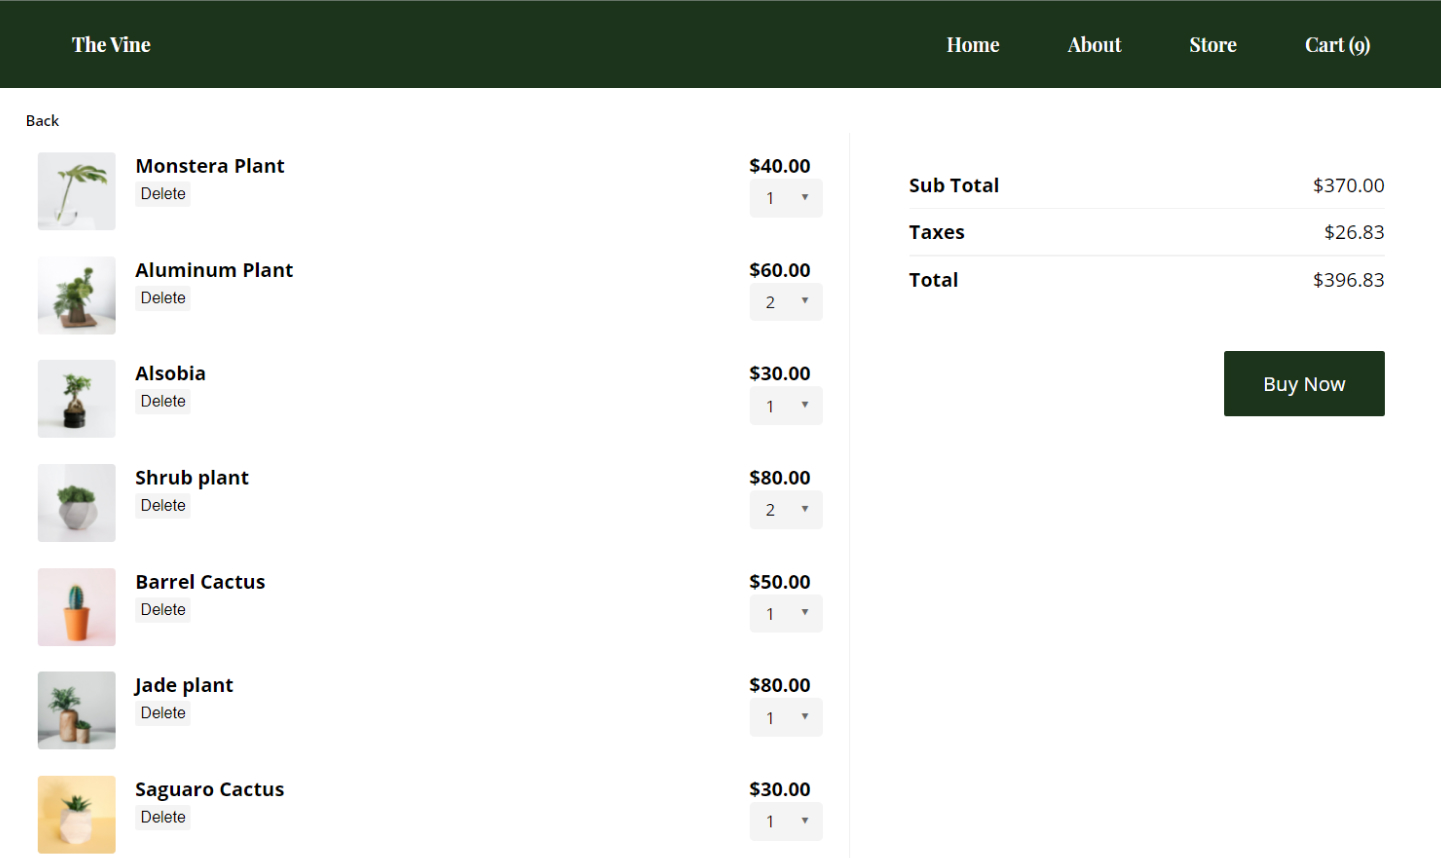 The Vine
Home About Store Cart (9)
Back
Monstera Plant $40.00
Delete 1
Aluminum Plant $60.00
Delete 2
Alsobia $30.00
Delete 1
Shrub plant $80.00
Delete 2
Barrel Cactus $50.00
Delete 1
Jade plant $80.00
Delete 1
Saguaro Cactus $30.00
Delete 1
Sub Total $370.00
Taxes $26.83
Total $396.83
Buy Now